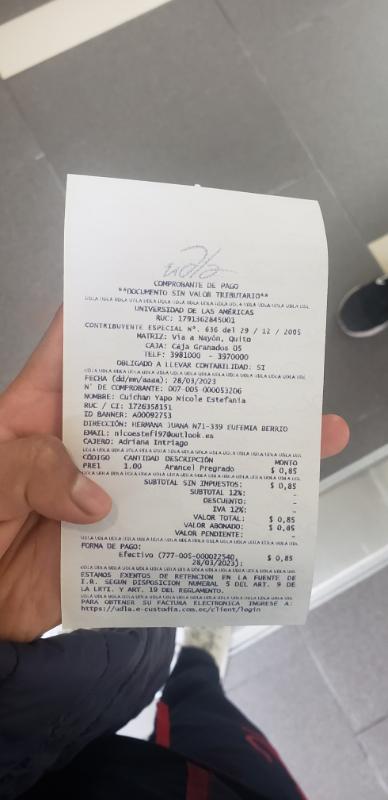 udla
COMPROBANTE DE PAGO
**DOCUMENTO SIN VALOR TRIBUTARIO**
UNIVERSIDAD DE LAS AMÉRICAS
RUC: 1791362845001
CONTRIBUYENTE ESPECIAL Nº. 636 del 29 / 12 / 2005
MATRIZ: Vía a Nayón, Quito
CAJA: Caja Granados 05
TELF: 3981000 - 3970000
OBLIGADO A LLEVAR CONTABILIDAD: SI
FECHA (dd/mm/aaaa): 28/03/2023
N° DE COMPROBANTE: 007-005-000053206
NOMBRE: Cuichan Yapo Nicole Estefania
RUC / CI: 1726358151
ID BANNER: A00092751
DIRECCIÓN: HERMANA JUANA N71-339 EUFEMIA BERRIO
EMAIL: nicoestef197@outlook.es
CAJERO: Adriana Intriago
CÓDIGO CANTIDAD DESCRIPCIÓN MONTO
PRE1 1.00 Arancel Pregrado $ 0,85
SUBTOTAL SIN IMPUESTOS: $ 0,85
SUBTOTAL 12%: -
DESCUENTO: -
IVA 12%: -
VALOR TOTAL: $ 0,85
VALOR ABONADO: $ 0,85
VALOR PENDIENTE: -
FORMA DE PAGO:
Efectivo (777-005-000022540, $ 0,85
28/03/2023):
ESTAMOS EXENTOS DE RETENCION EN LA FUENTE DE
I.R. SEGUN DISPOSICION NUMERAL 5 DEL ART. 9 DE
LA LRTI. Y ART. 19 DEL REGLAMENTO.
PARA OBTENER SU FACTURA ELECTRONICA INGRESE A:
https://udla.e-custodia.com.ec/client/login